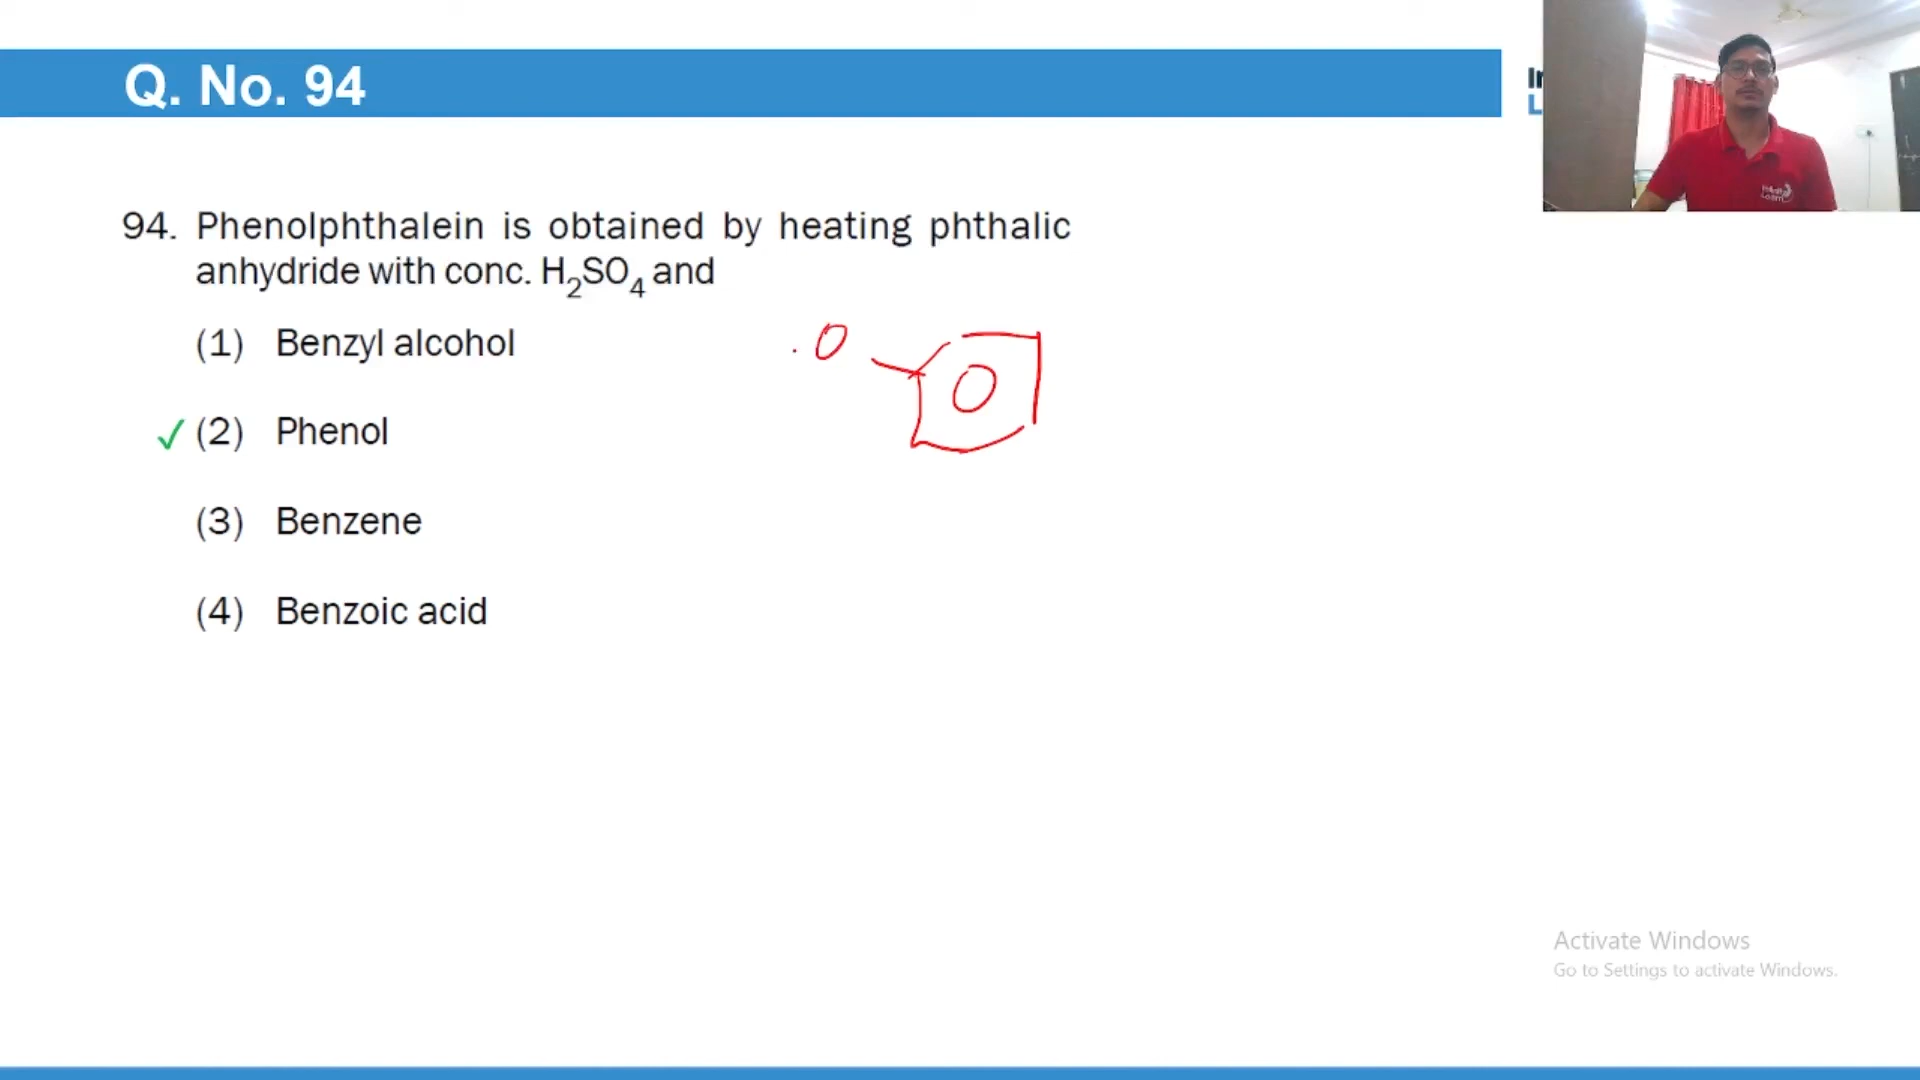 Q. No. 94
94. Phenolphthalein is obtained by heating phthalic
anhydride with conc. H₂SO₄ and
(1) Benzyl alcohol
✓ (2) Phenol
(3) Benzene
(4) Benzoic acid
O
Activate Windows
Go to Settings to activate Windows.